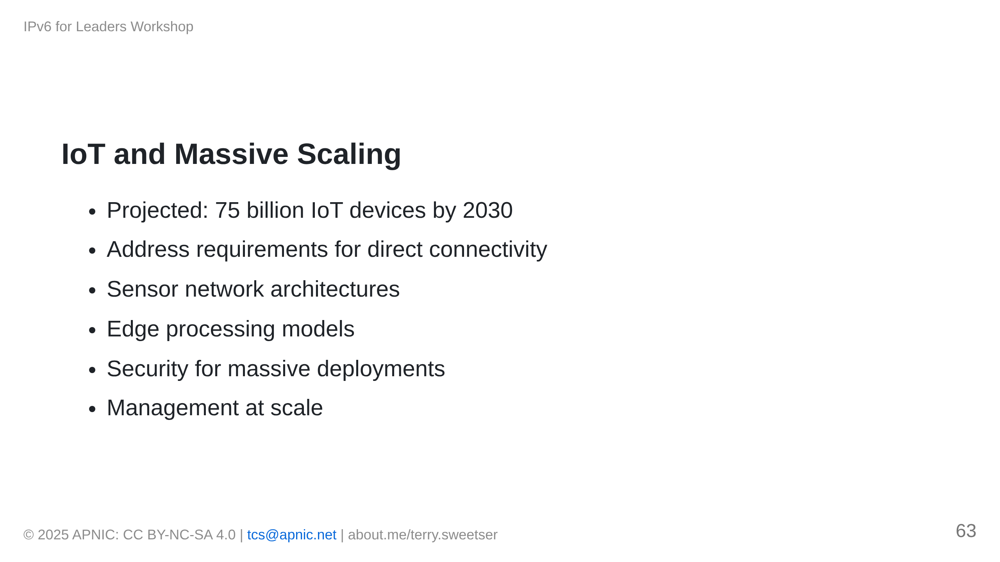 IPv6 for Leaders Workshop
IoT and Massive Scaling
• Projected: 75 billion IoT devices by 2030
• Address requirements for direct connectivity
• Sensor network architectures
• Edge processing models
• Security for massive deployments
• Management at scale
© 2025 APNIC: CC BY-NC-SA 4.0 | tcs@apnic.net | about.me/terry.sweetser
63